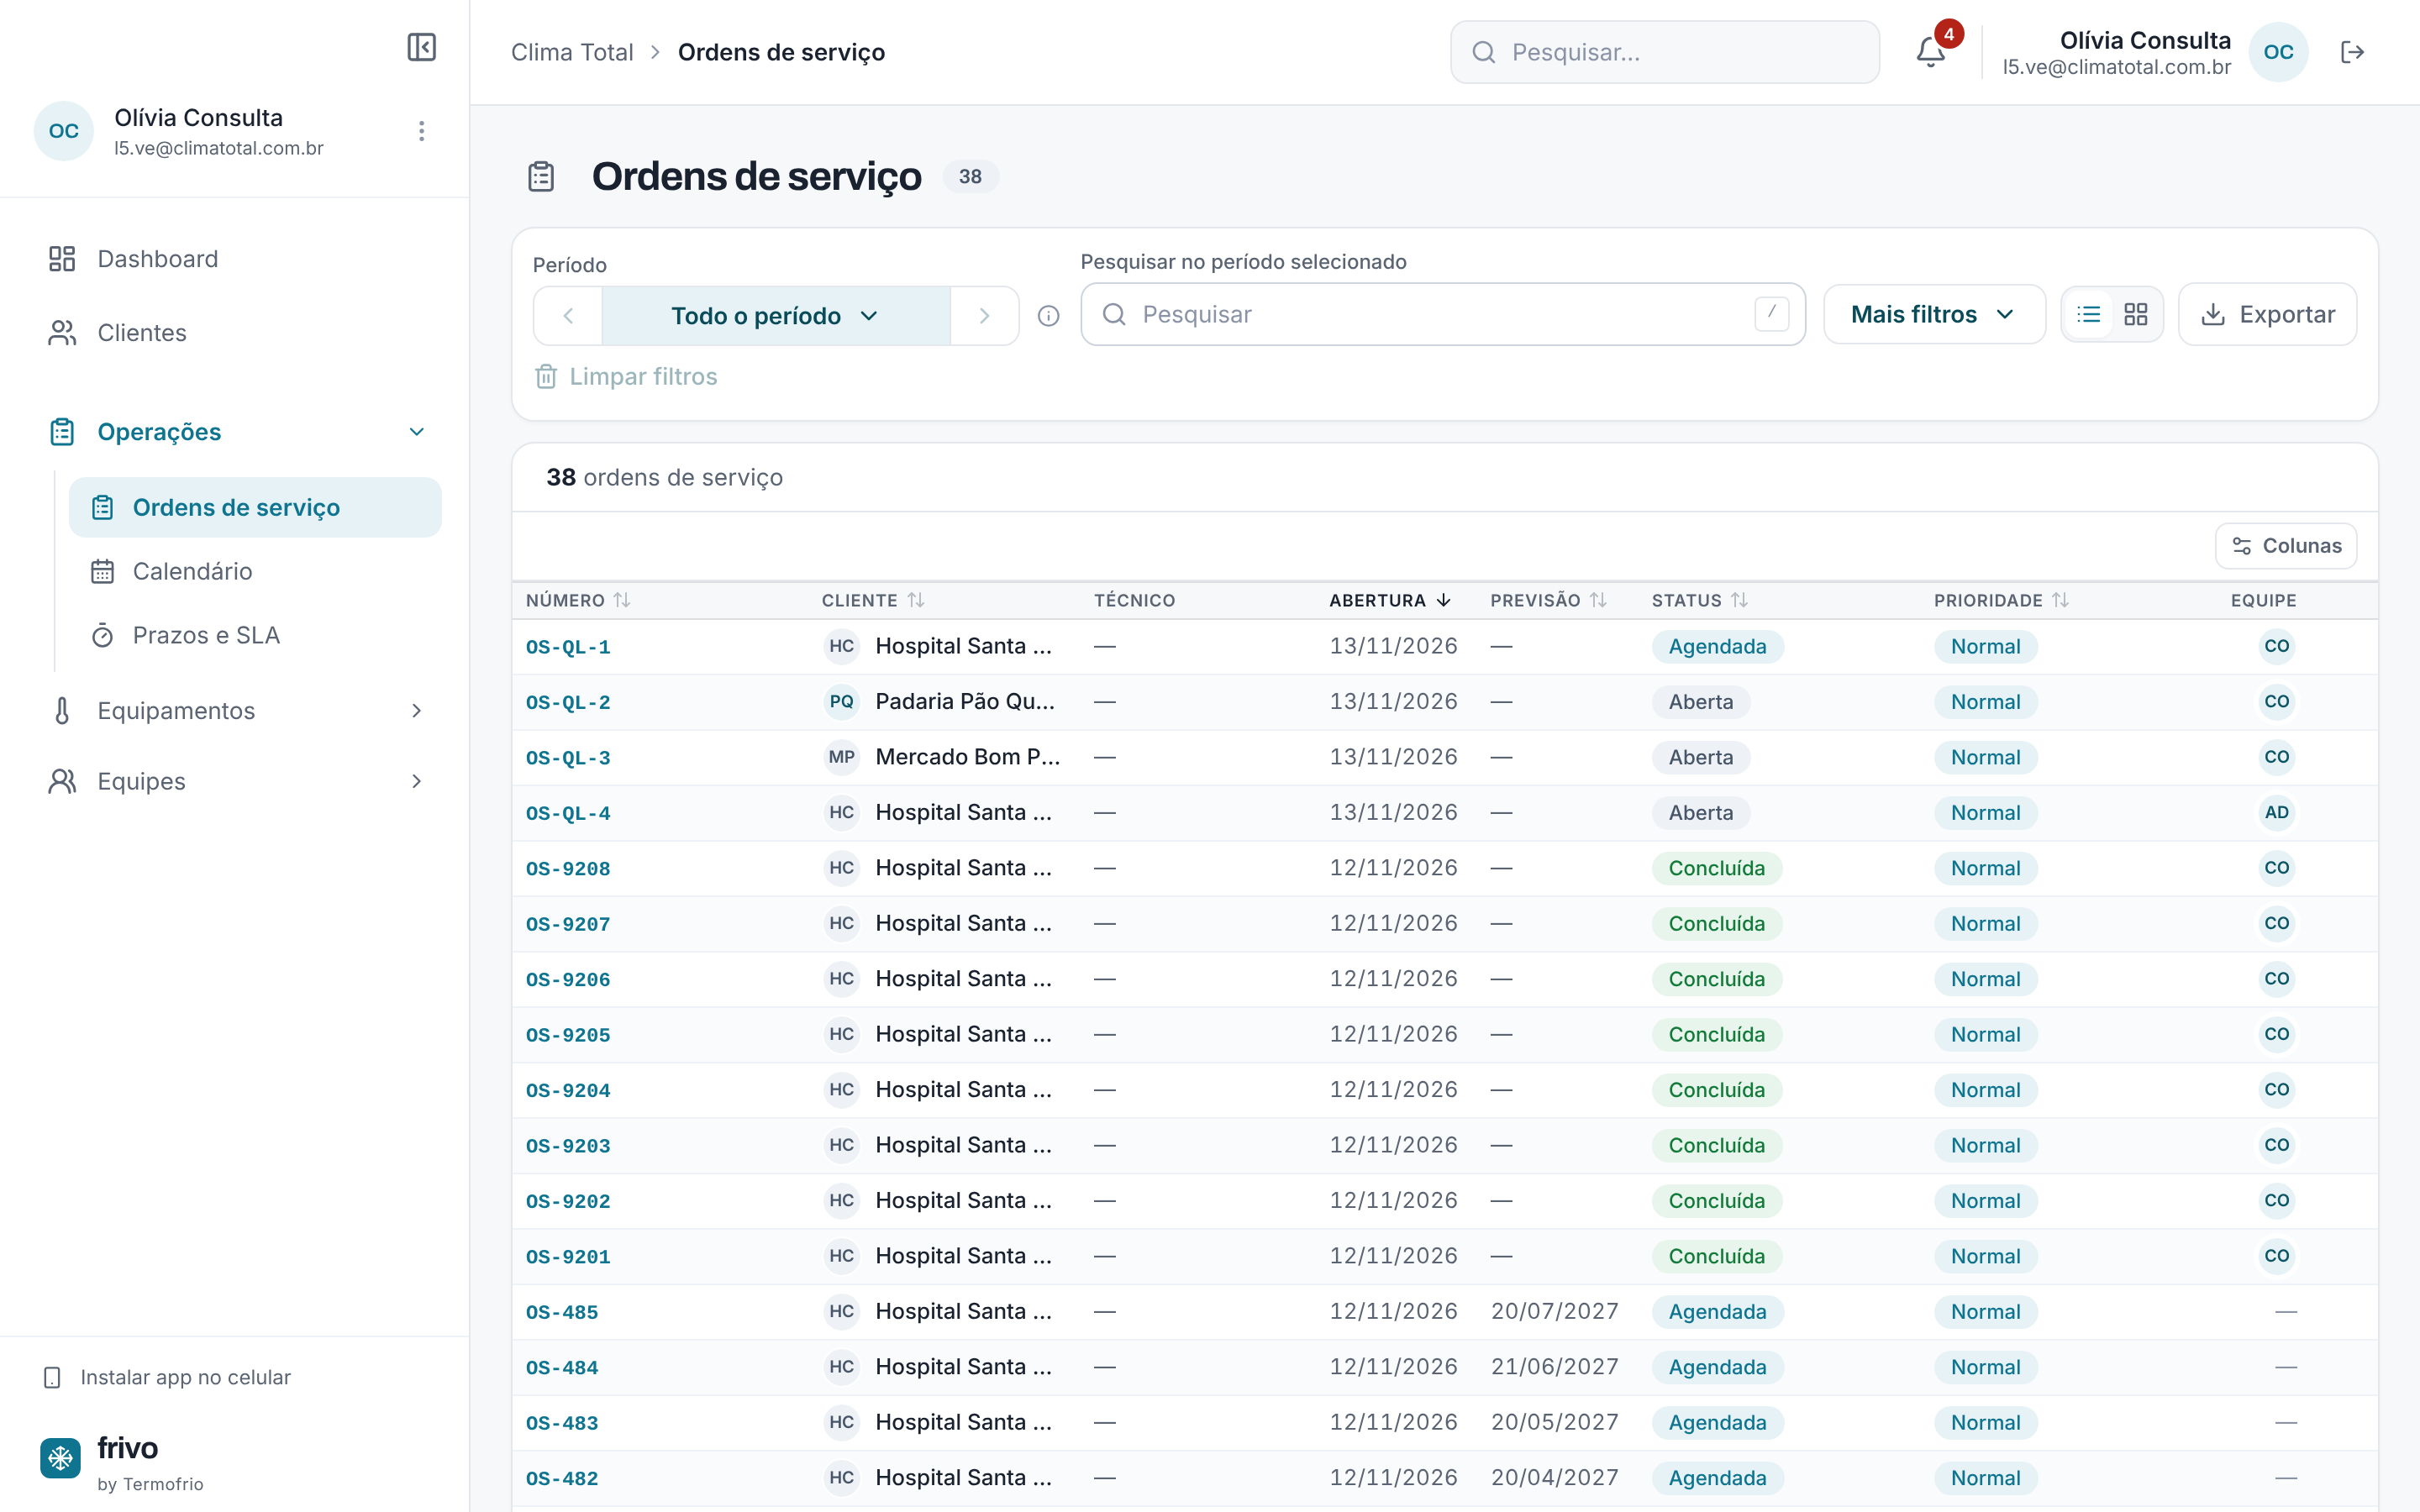 OC
Olívia Consulta
l5.ve@climatotal.com.br
Dashboard
Clientes
Operações
Ordens de serviço
Calendário
Prazos e SLA
Equipamentos
Equipes
Instalar app no celular
frivo
by Termofrio
Clima Total > Ordens de serviço
Pesquisar...
4
Olívia Consulta
l5.ve@climatotal.com.br
OC
Ordens de serviço 38
Período
Todo o período
Pesquisar no período selecionado
Pesquisar /
Mais filtros
Exportar
Limpar filtros
38 ordens de serviço
Colunas
NÚMERO CLIENTE TÉCNICO ABERTURA PREVISÃO STATUS PRIORIDADE EQUIPE
OS-QL-1 HC Hospital Santa ... — 13/11/2026 — Agendada Normal CO
OS-QL-2 PQ Padaria Pão Qu... — 13/11/2026 — Aberta Normal CO
OS-QL-3 MP Mercado Bom P... — 13/11/2026 — Aberta Normal CO
OS-QL-4 HC Hospital Santa ... — 13/11/2026 — Aberta Normal AD
OS-9208 HC Hospital Santa ... — 12/11/2026 — Concluída Normal CO
OS-9207 HC Hospital Santa ... — 12/11/2026 — Concluída Normal CO
OS-9206 HC Hospital Santa ... — 12/11/2026 — Concluída Normal CO
OS-9205 HC Hospital Santa ... — 12/11/2026 — Concluída Normal CO
OS-9204 HC Hospital Santa ... — 12/11/2026 — Concluída Normal CO
OS-9203 HC Hospital Santa ... — 12/11/2026 — Concluída Normal CO
OS-9202 HC Hospital Santa ... — 12/11/2026 — Concluída Normal CO
OS-9201 HC Hospital Santa ... — 12/11/2026 — Concluída Normal CO
OS-485 HC Hospital Santa ... — 12/11/2026 20/07/2027 Agendada Normal —
OS-484 HC Hospital Santa ... — 12/11/2026 21/06/2027 Agendada Normal —
OS-483 HC Hospital Santa ... — 12/11/2026 20/05/2027 Agendada Normal —
OS-482 HC Hospital Santa ... — 12/11/2026 20/04/2027 Agendada Normal —